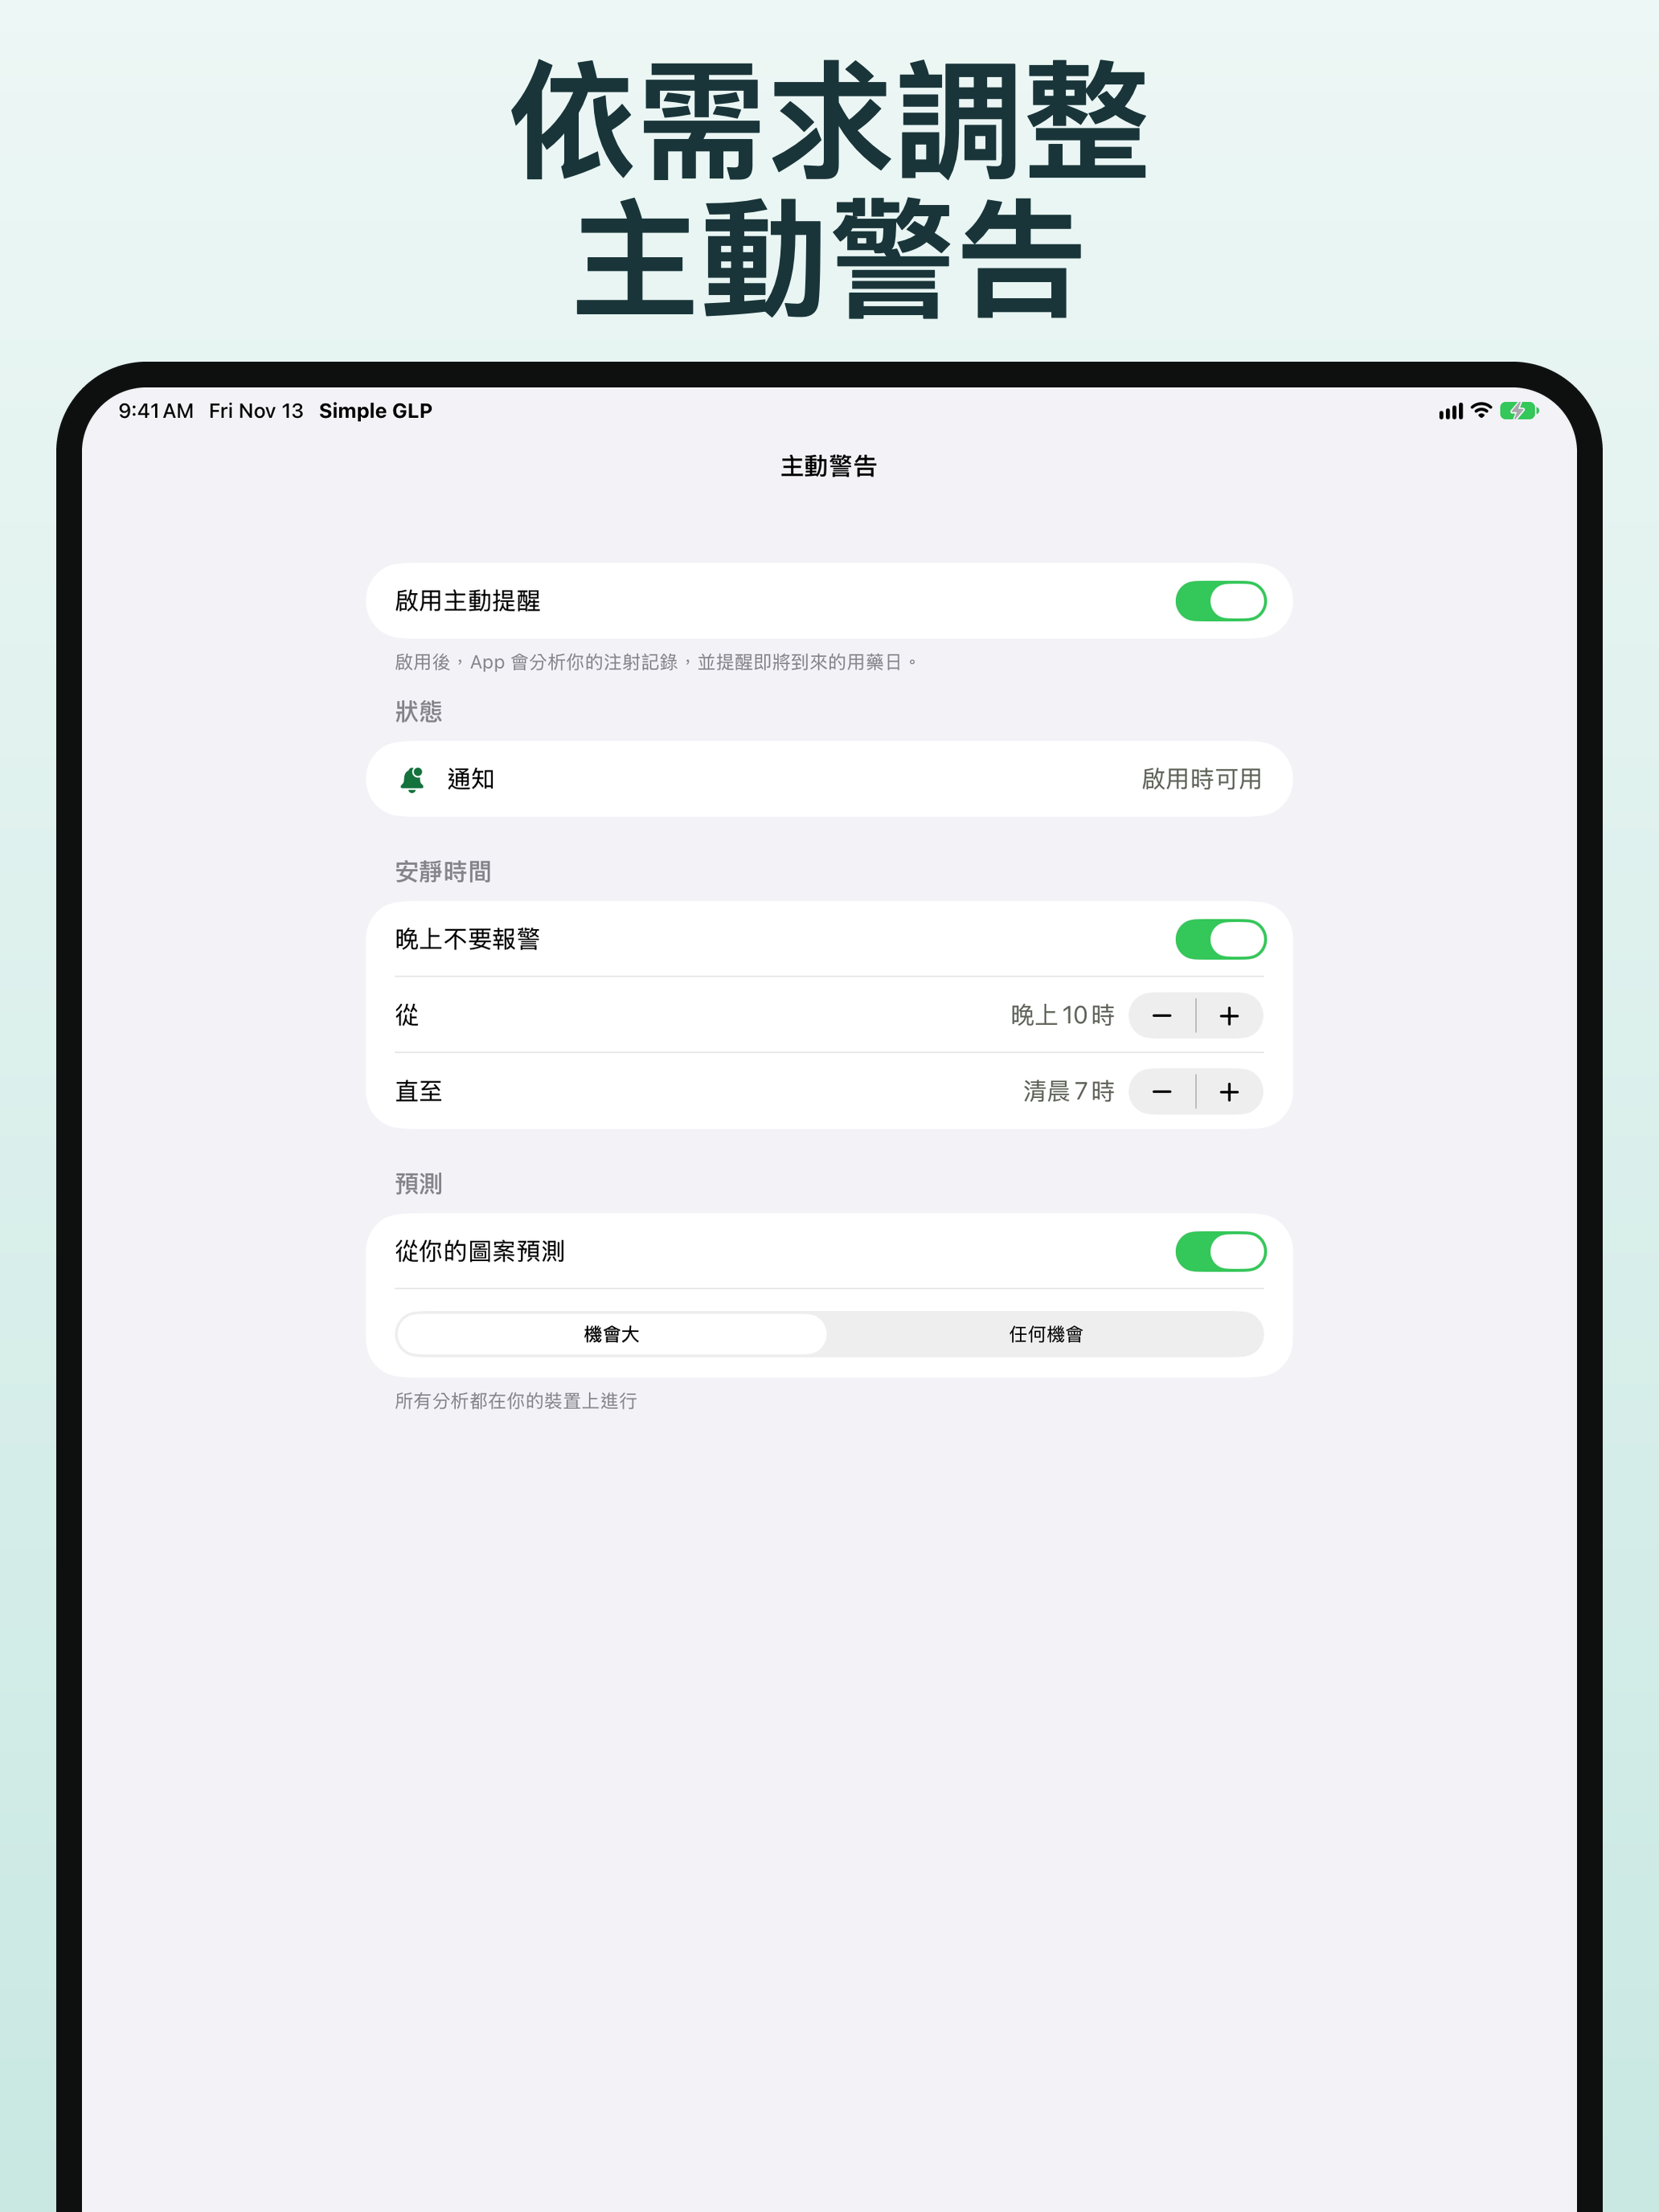 依需求調整
主動警告
9:41 AM Fri Nov 13 Simple GLP
主動警告
啟用主動提醒
啟用後，App 會分析你的注射記錄，並提醒即將到來的用藥日。
狀態
通知 啟用時可用
安靜時間
晚上不要報警
從 晚上 10 時
直至 清晨 7 時
預測
從你的圖案預測
機會大 任何機會
所有分析都在你的裝置上進行